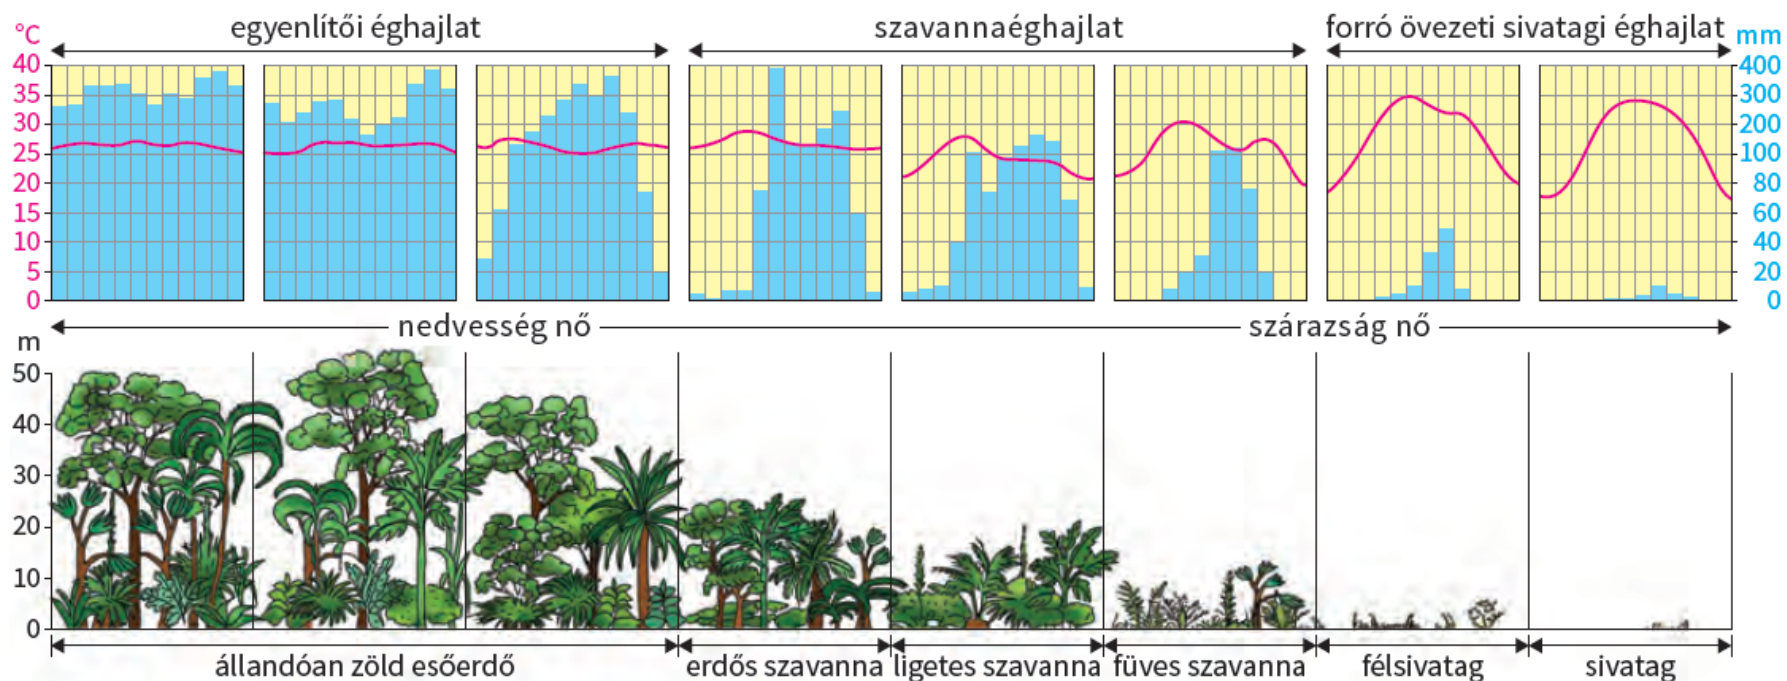 egyenlítői éghajlat
szavannaéghajlat
forró övezeti sivatagi éghajlat
°C
mm
40
35
30
25
20
15
10
5
0
400
300
200
100
80
60
40
20
0
nedvesség nő
szárazság nő
m
50
40
30
20
10
0
állandóan zöld esőerdő
erdős szavanna
ligetes szavanna
füves szavanna
félsivatag
sivatag